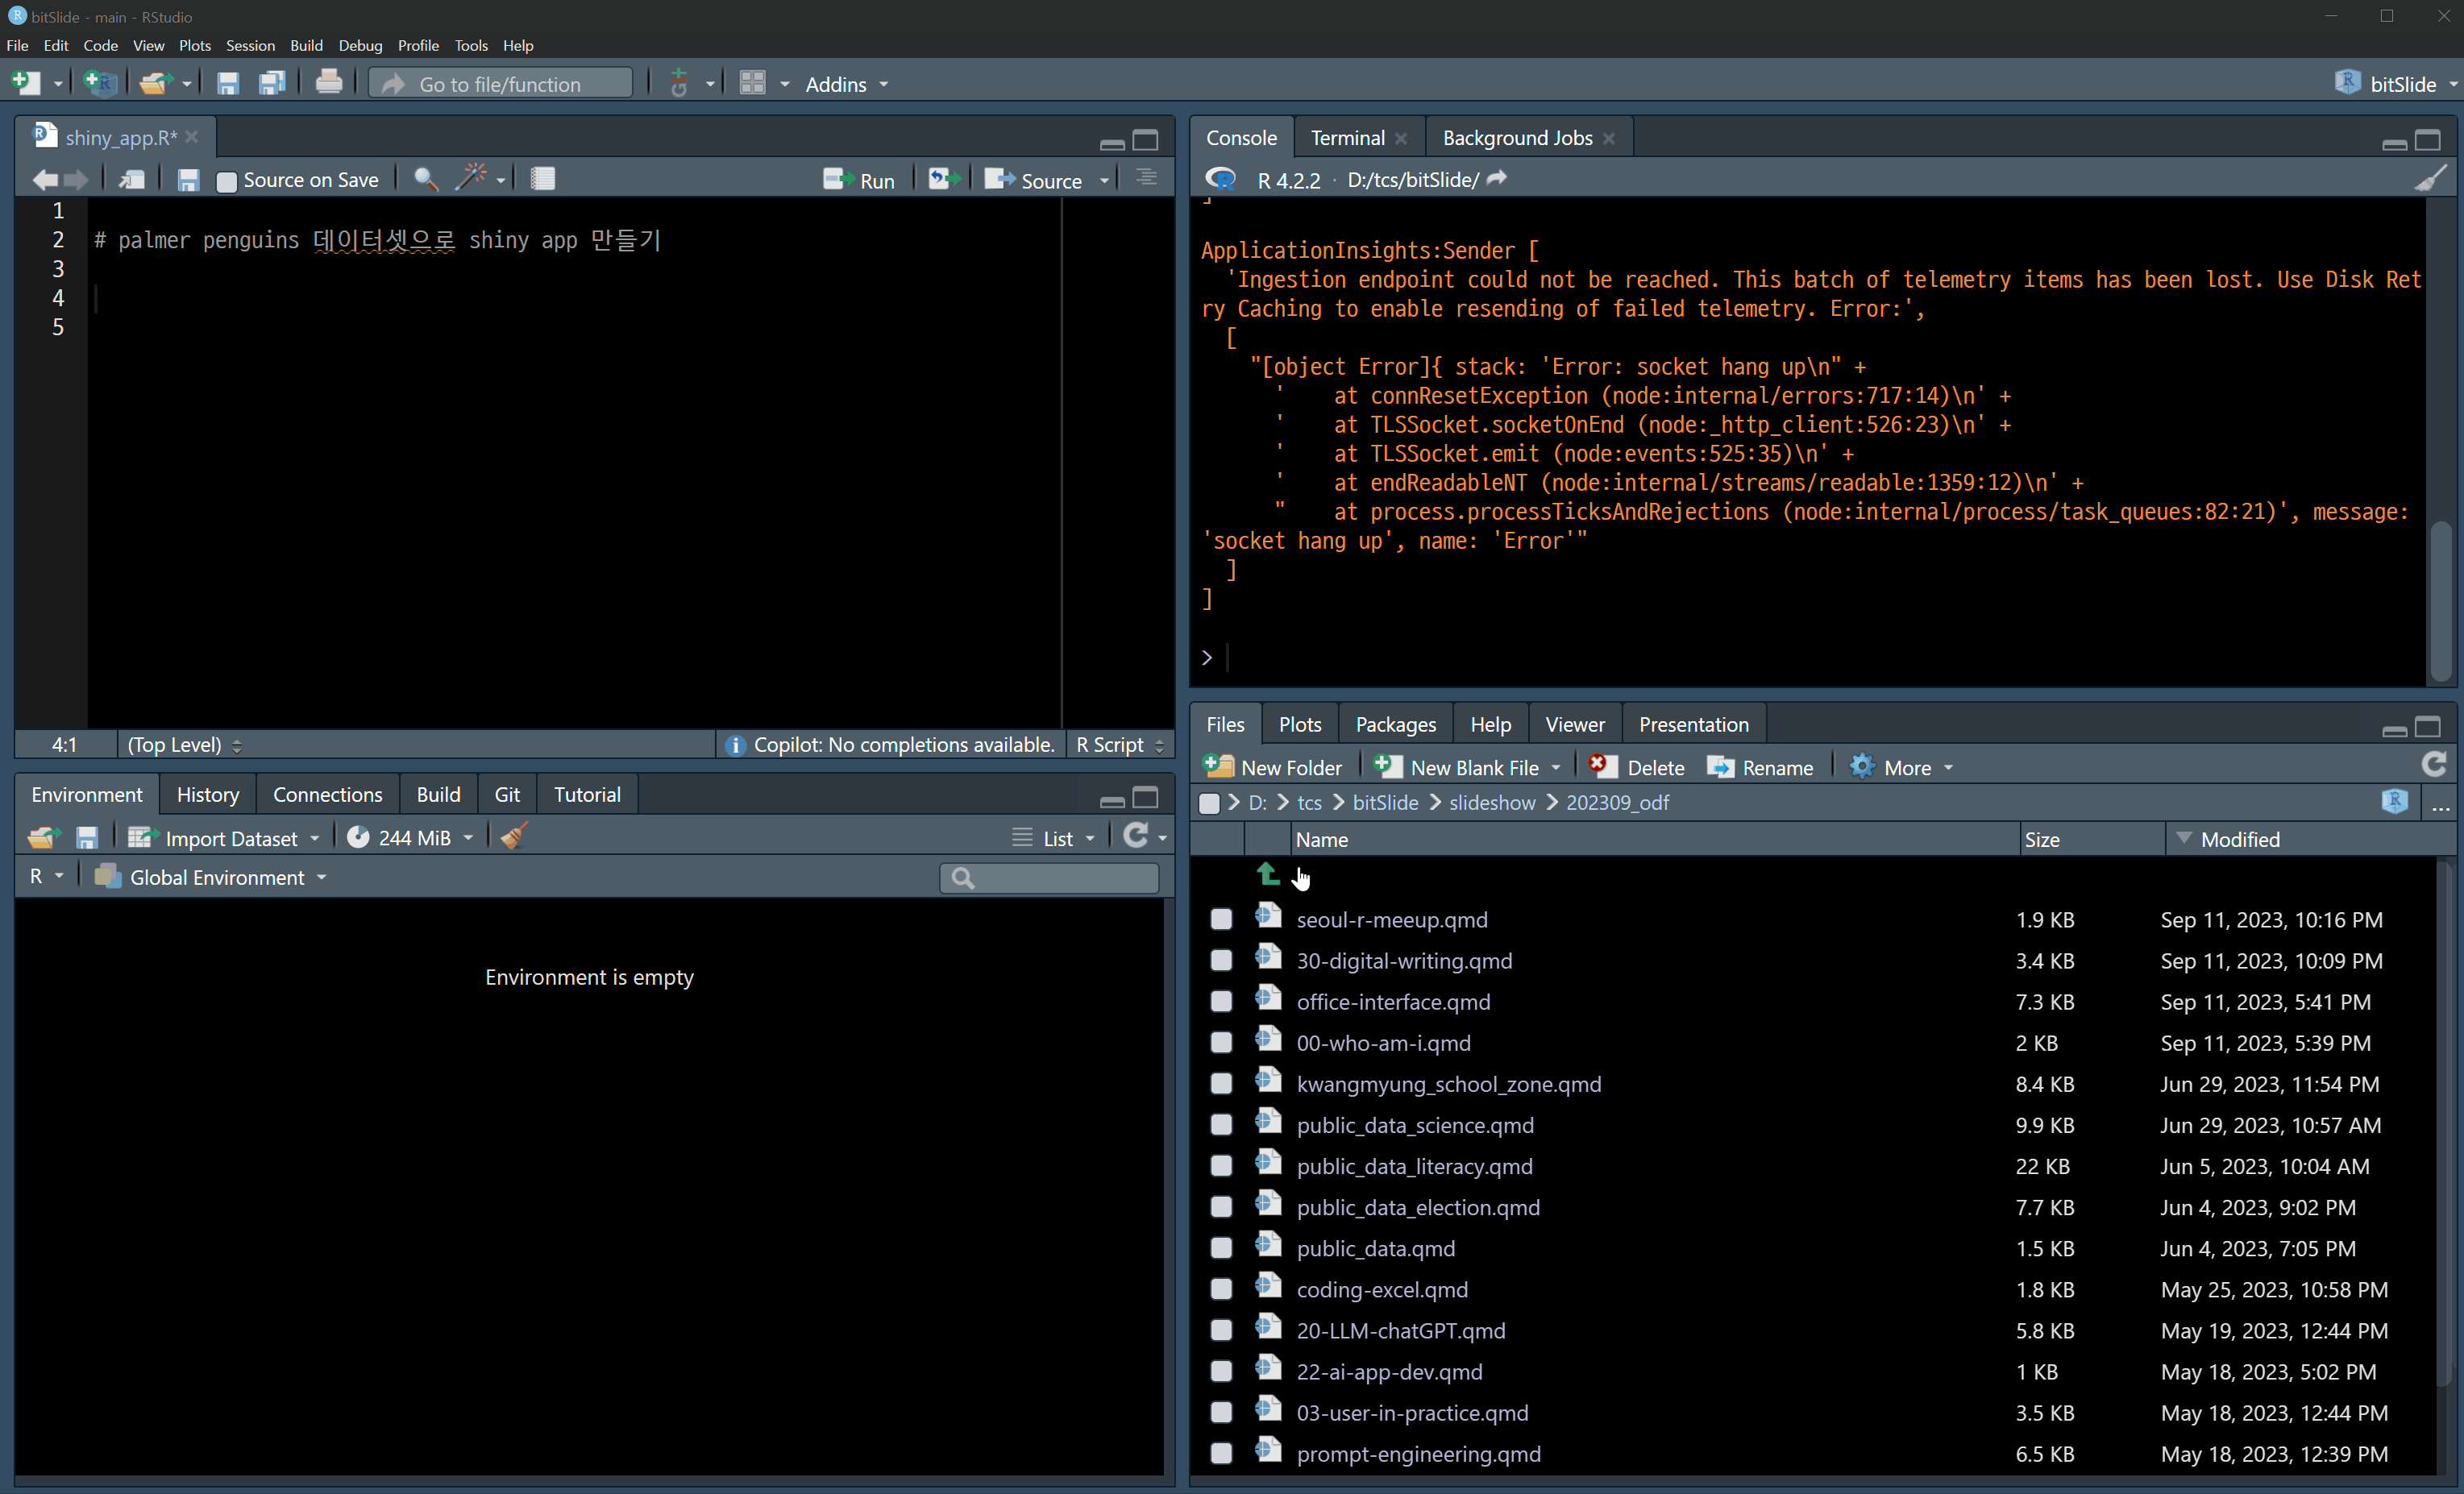 bitSlide - main - RStudio
File Edit Code View Plots Session Build Debug Profile Tools Help
Go to file/function Addins bitSlide
shiny_app.R*
Source on Save Run Source
1
2 # palmer penguins 데이터셋으로 shiny app 만들기
3
4
5
4:1 (Top Level) Copilot: No completions available. R Script
Environment History Connections Build Git Tutorial
Import Dataset 244 MiB List
R Global Environment
Environment is empty
Console Terminal Background Jobs
R 4.2.2 · D:/tcs/bitSlide/
]
ApplicationInsights:Sender [
'Ingestion endpoint could not be reached. This batch of telemetry items has been lost. Use Disk Ret
ry Caching to enable resending of failed telemetry. Error:',
[
"[object Error]{ stack: 'Error: socket hang up\n" +
' at connResetException (node:internal/errors:717:14)\n' +
' at TLSSocket.socketOnEnd (node:_http_client:526:23)\n' +
' at TLSSocket.emit (node:events:525:35)\n' +
' at endReadableNT (node:internal/streams/readable:1359:12)\n' +
" at process.processTicksAndRejections (node:internal/process/task_queues:82:21)', message:
'socket hang up', name: 'Error'"
]
]
>
Files Plots Packages Help Viewer Presentation
New Folder New Blank File Delete Rename More
D: > tcs > bitSlide > slideshow > 202309_odf ...
Name Size Modified
seoul-r-meeup.qmd 1.9 KB Sep 11, 2023, 10:16 PM
30-digital-writing.qmd 3.4 KB Sep 11, 2023, 10:09 PM
office-interface.qmd 7.3 KB Sep 11, 2023, 5:41 PM
00-who-am-i.qmd 2 KB Sep 11, 2023, 5:39 PM
kwangmyung_school_zone.qmd 8.4 KB Jun 29, 2023, 11:54 PM
public_data_science.qmd 9.9 KB Jun 29, 2023, 10:57 AM
public_data_literacy.qmd 22 KB Jun 5, 2023, 10:04 AM
public_data_election.qmd 7.7 KB Jun 4, 2023, 9:02 PM
public_data.qmd 1.5 KB Jun 4, 2023, 7:05 PM
coding-excel.qmd 1.8 KB May 25, 2023, 10:58 PM
20-LLM-chatGPT.qmd 5.8 KB May 19, 2023, 12:44 PM
22-ai-app-dev.qmd 1 KB May 18, 2023, 5:02 PM
03-user-in-practice.qmd 3.5 KB May 18, 2023, 12:44 PM
prompt-engineering.qmd 6.5 KB May 18, 2023, 12:39 PM